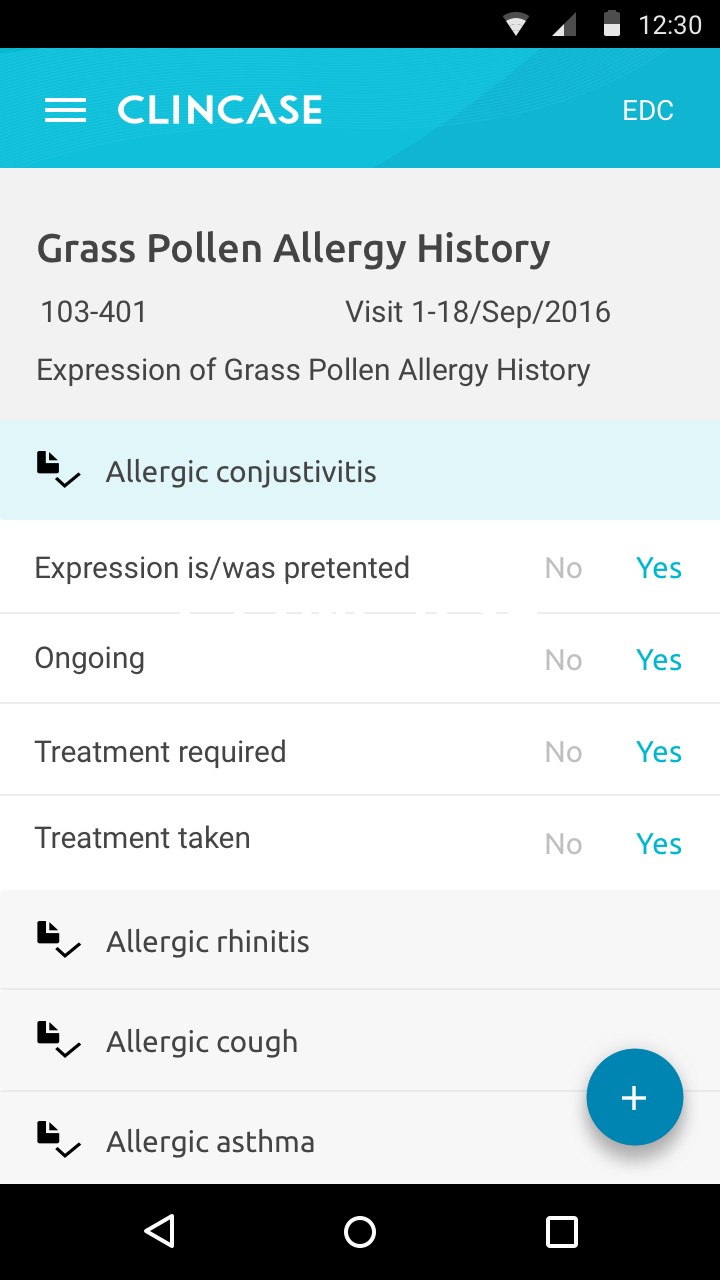 12:30
CLINCASE EDC
Grass Pollen Allergy History
103-401 Visit 1-18/Sep/2016
Expression of Grass Pollen Allergy History
Allergic conjustivitis
Expression is/was pretented No Yes
Ongoing No Yes
Treatment required No Yes
Treatment taken No Yes
Allergic rhinitis
Allergic cough
+
Allergic asthma